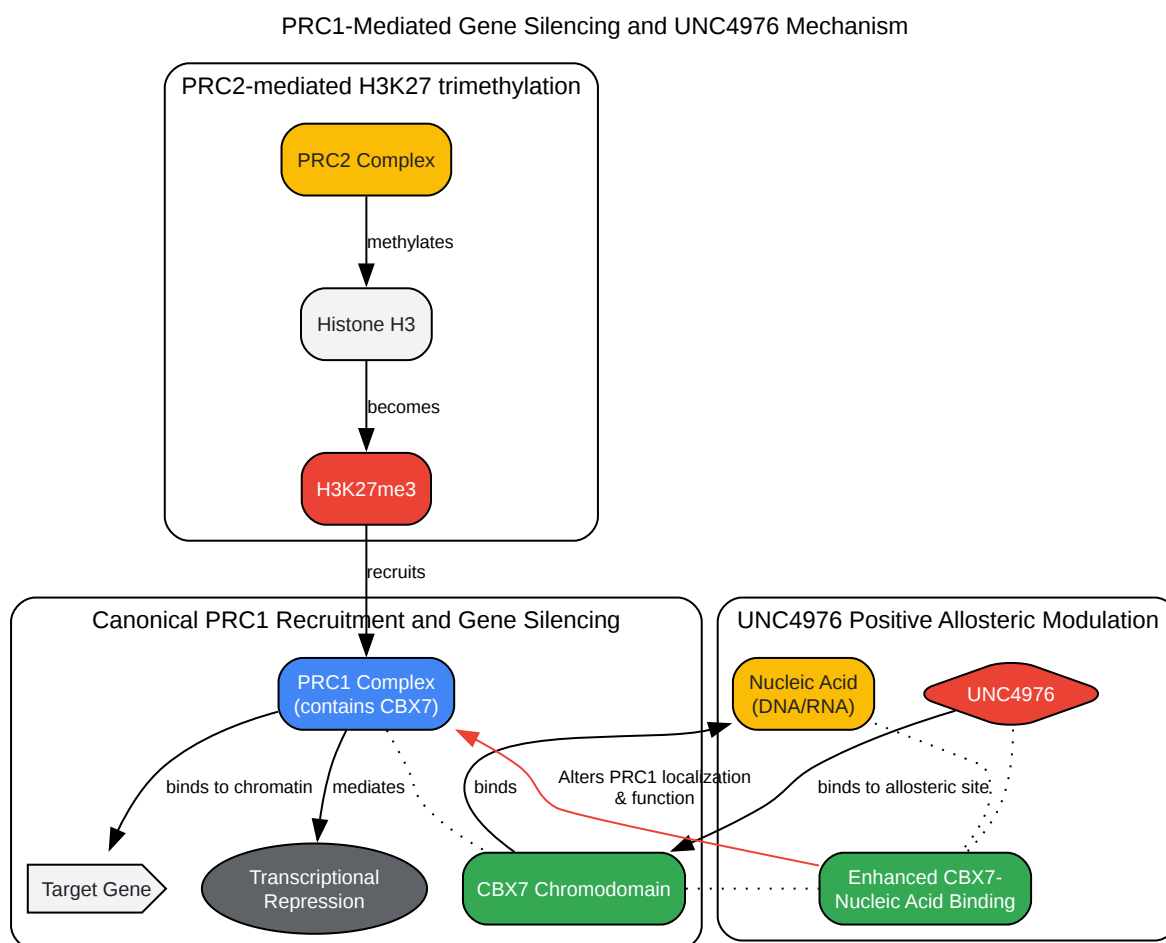 PRC1-Mediated Gene Silencing and UNC4976 Mechanism
PRC2-mediated H3K27 trimethylation
PRC2 Complex
methylates
Histone H3
becomes
H3K27me3
recruits
Canonical PRC1 Recruitment and Gene Silencing
UNC4976 Positive Allosteric Modulation
PRC1 Complex
(contains CBX7)
Nucleic Acid
(DNA/RNA)
UNC4976
binds to chromatin
mediates
binds
Alters PRC1 localization
& function
binds to allosteric site
Target Gene
Transcriptional
Repression
CBX7 Chromodomain
Enhanced CBX7-
Nucleic Acid Binding